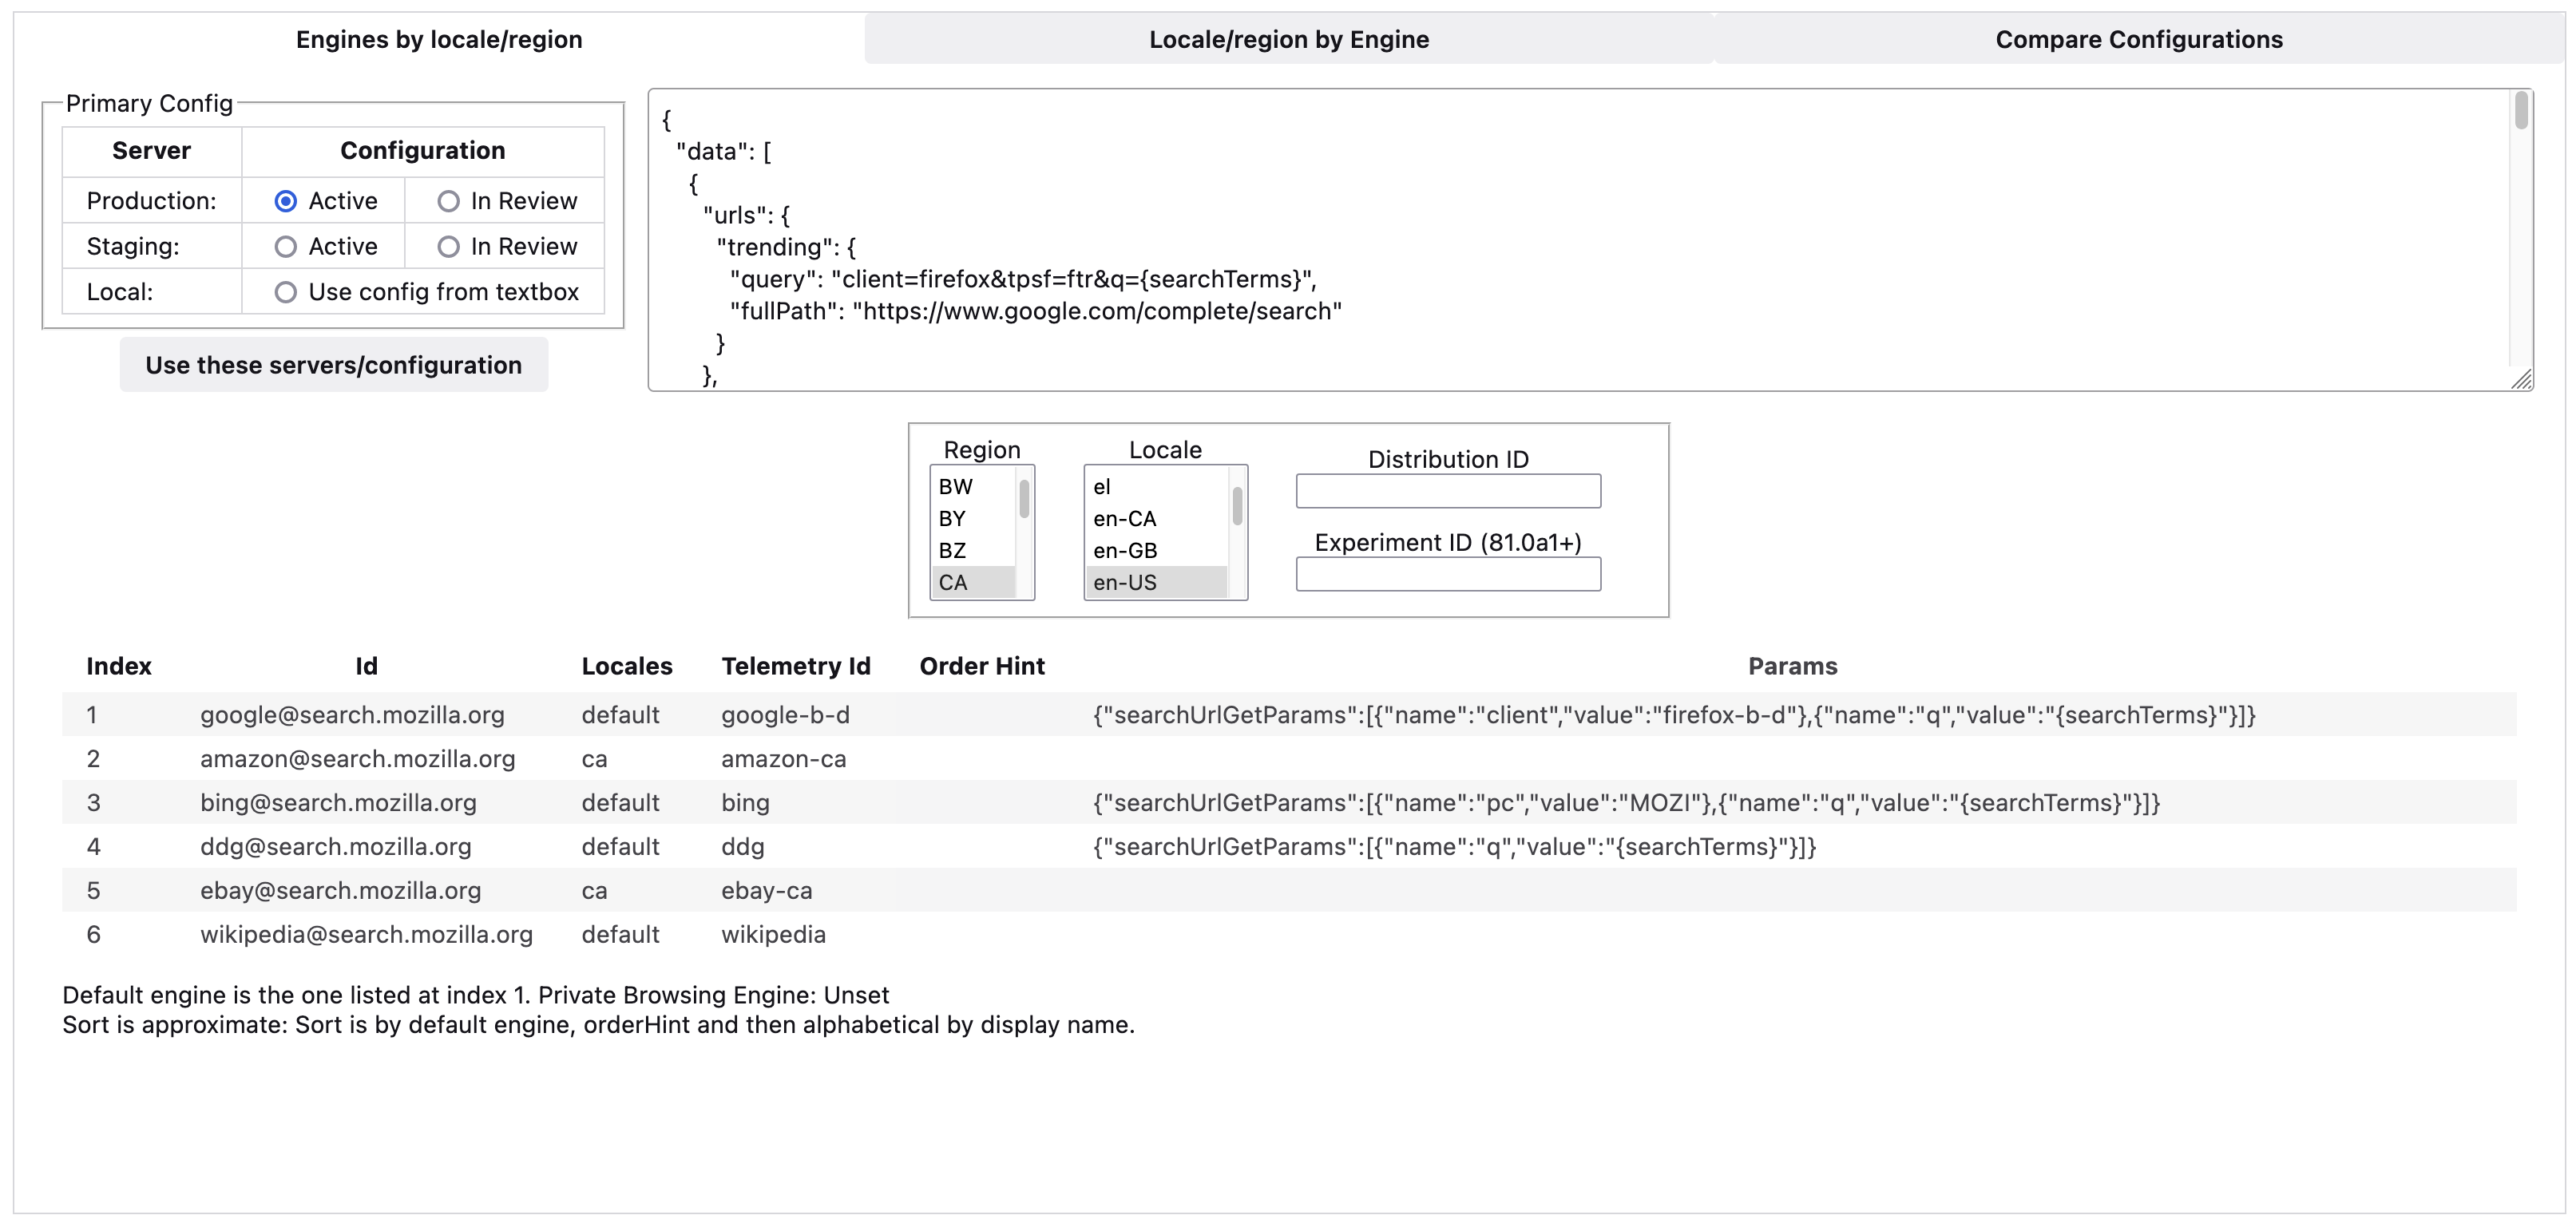 Engines by locale/region Locale/region by Engine Compare Configurations
Primary Config
Server Configuration
Production: Active In Review
Staging: Active In Review
Local: Use config from textbox
Use these servers/configuration
{
"data": [
{
"urls": {
"trending": {
"query": "client=firefox&tpsf=ftr&q={searchTerms}",
"fullPath": "https://www.google.com/complete/search"
}
},
Region
BW
BY
BZ
CA
Locale
el
en-CA
en-GB
en-US
Distribution ID
Experiment ID (81.0a1+)
Index Id Locales Telemetry Id Order Hint Params
1 google@search.mozilla.org default google-b-d {"searchUrlGetParams":[{"name":"client","value":"firefox-b-d"},{"name":"q","value":"{searchTerms}"}]}
2 amazon@search.mozilla.org ca amazon-ca
3 bing@search.mozilla.org default bing {"searchUrlGetParams":[{"name":"pc","value":"MOZI"},{"name":"q","value":"{searchTerms}"}]}
4 ddg@search.mozilla.org default ddg {"searchUrlGetParams":[{"name":"q","value":"{searchTerms}"}]}
5 ebay@search.mozilla.org ca ebay-ca
6 wikipedia@search.mozilla.org default wikipedia
Default engine is the one listed at index 1. Private Browsing Engine: Unset
Sort is approximate: Sort is by default engine, orderHint and then alphabetical by display name.